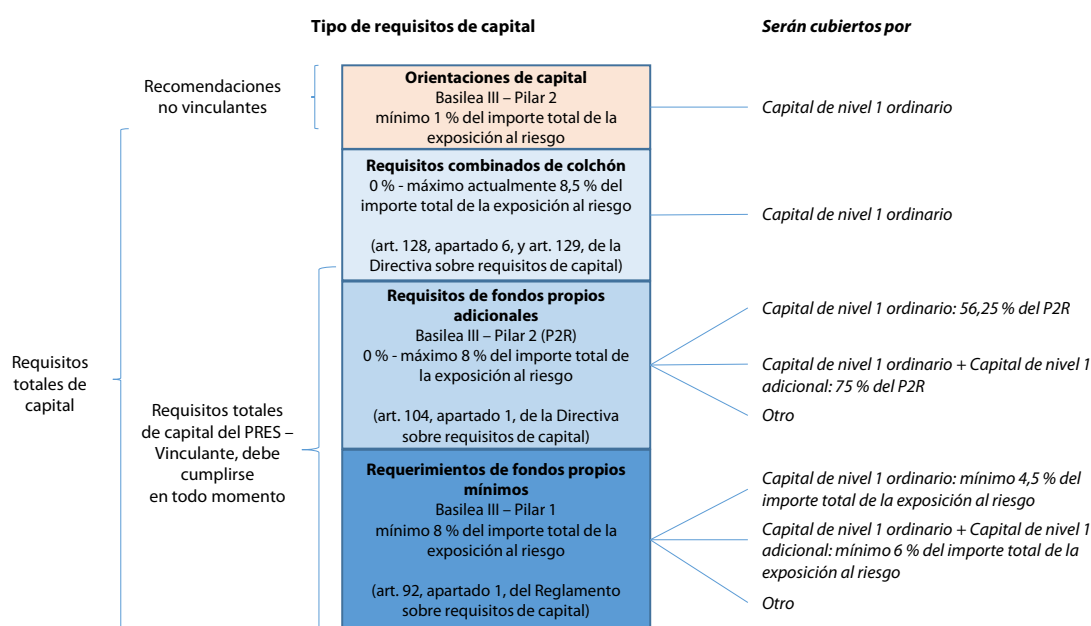 Tipo de requisitos de capital
Serán cubiertos por
Recomendaciones
no vinculantes
Orientaciones de capital
Basilea III – Pilar 2
mínimo 1 % del importe total de la
exposición al riesgo
Capital de nivel 1 ordinario
Requisitos combinados de colchón
0 % - máximo actualmente 8,5 % del
importe total de la exposición al riesgo
(art. 128, apartado 6, y art. 129, de la
Directiva sobre requisitos de capital)
Capital de nivel 1 ordinario
Requisitos totales de
capital
Requisitos totales
de capital del PRES –
Vinculante, debe
cumplirse
en todo momento
Requisitos de fondos propios
adicionales
Basilea III – Pilar 2 (P2R)
0 % - máximo 8 % del importe total de
la exposición al riesgo
(art. 104, apartado 1, de la Directiva
sobre requisitos de capital)
Capital de nivel 1 ordinario: 56,25 % del P2R
Capital de nivel 1 ordinario + Capital de nivel 1
adicional: 75 % del P2R
Otro
Requerimientos de fondos propios
mínimos
Basilea III – Pilar 1
mínimo 8 % del importe total de la
exposición al riesgo
(art. 92, apartado 1, del Reglamento
sobre requisitos de capital)
Capital de nivel 1 ordinario: mínimo 4,5 % del
importe total de la exposición al riesgo
Capital de nivel 1 ordinario + Capital de nivel 1
adicional: mínimo 6 % del importe total de la
exposición al riesgo
Otro